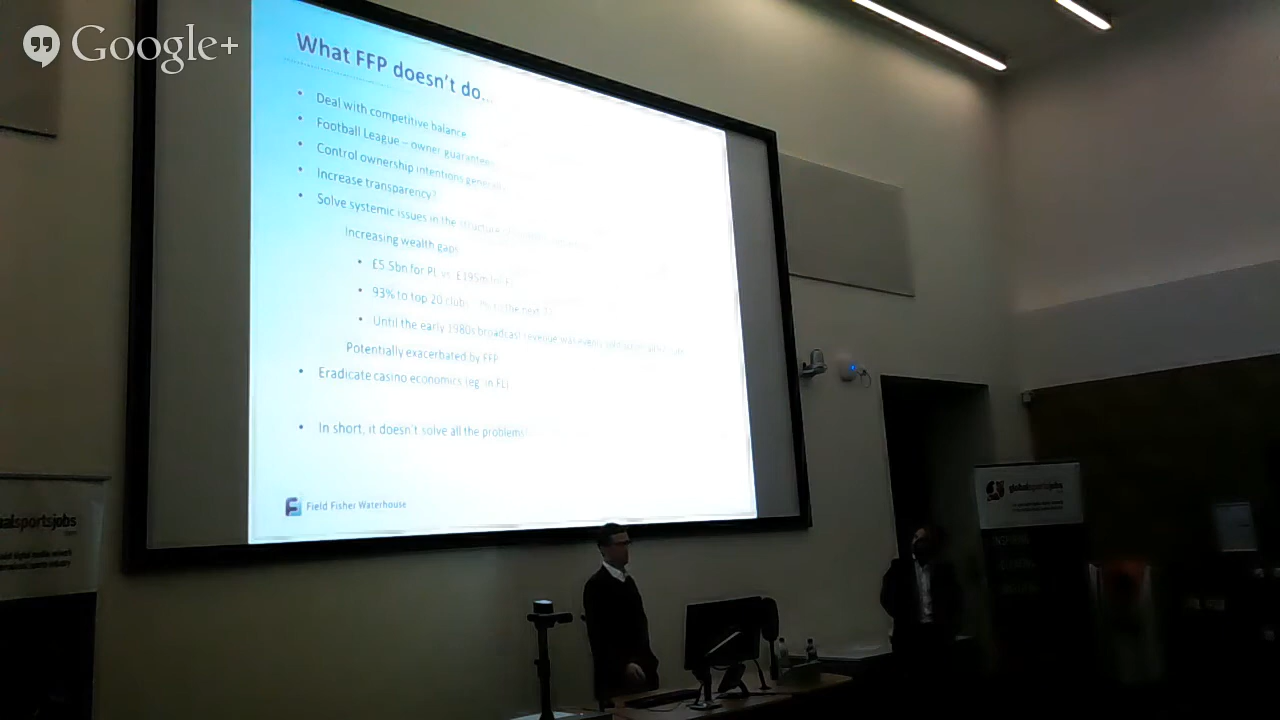 Google+
What FFP doesn't do...
• Deal with competitive balance
• Football League – owner guarantees
• Control ownership intentions
• Increase transparency?
• Solve systemic issues in the structure
Increasing wealth gaps
• £5.5bn for PL vs. £195m for FL
• 93% to top 20 clubs
• Until the early 1980s broadcast revenue was evenly
Potentially exacerbated by FFP
• Eradicate casino economics (eg. in FL)
• In short, it doesn't solve all the problems
Field Fisher Waterhouse
globalsportsjobs
alsportsjobs